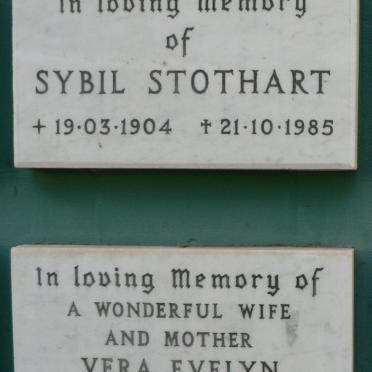 In loving Memory
of
SYBIL STOTHART
+ 19·03·1904 ✝ 21·10·1985
In loving Memory of
A WONDERFUL WIFE
AND MOTHER
VERA EVELYN